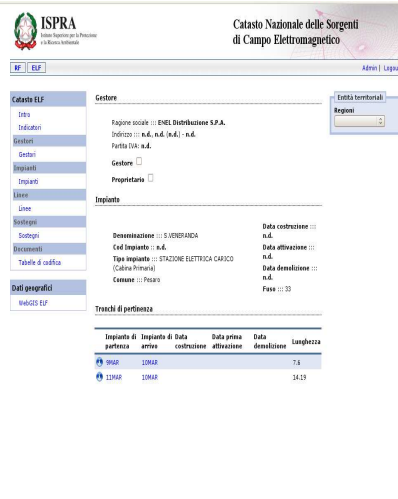 ISPRA
Istituto Superiore per la Protezione
e la Ricerca Ambientale
Catasto Nazionale delle Sorgenti
di Campo Elettromagnetico
RF ELF
Admin | Logou
Catasto ELF
Intro
Indicatori
Gestori
Gestori
Impianti
Impianti
Linee
Linee
Sostegni
Sostegni
Documenti
Tabelle di codifica
Dati geografici
WebGIS ELF
Gestore
Ragione sociale ::: ENEL Distribuzione S.P.A.
Indirizzo ::: n.d., n.d. (n.d.) - n.d.
Partita IVA: n.d.
Gestore
Proprietario
Impianto
Denominazione ::: S.VENERANDA
Cod Impianto :: n.d.
Tipo impianto ::: STAZIONE ELETTRICA CARICO
(Cabina Primaria)
Comune ::: Pesaro
Data costruzione :::
n.d.
Data attivazione :::
n.d.
Data demolizione :::
n.d.
Fuso ::: 33
Tronchi di pertinenza
Impianto di partenza Impianto di arrivo Data costruzione Data prima attivazione Data demolizione Lunghezza
9MAR 10MAR 7.6
11MAR 10MAR 14.19
Entità territoriali
Regioni